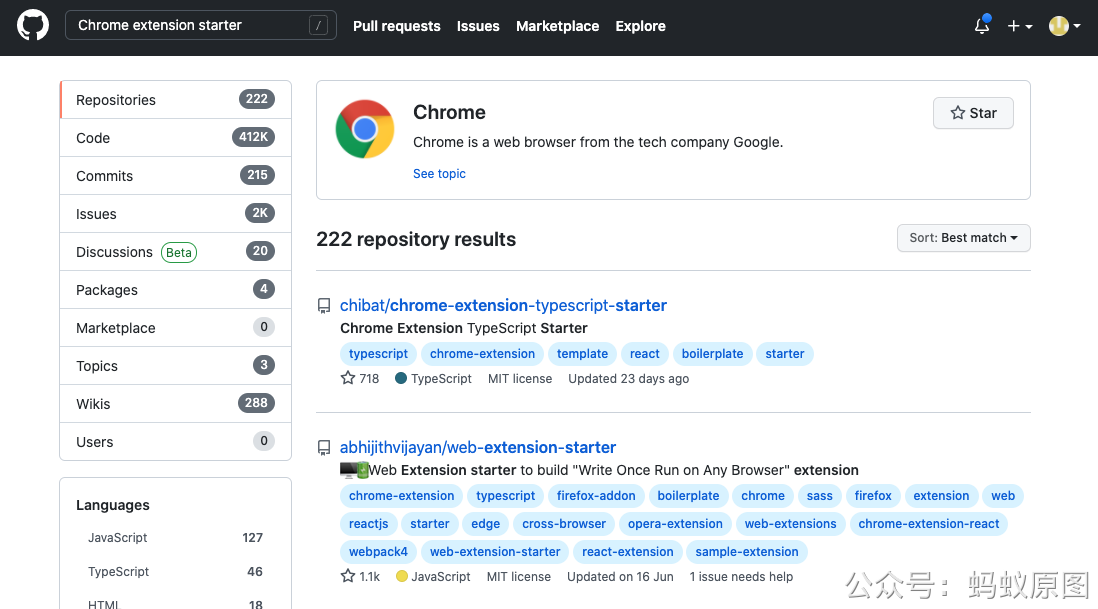 Chrome extension starter /
Pull requests Issues Marketplace Explore
Repositories 222
Code 412K
Commits 215
Issues 2K
Discussions Beta 20
Packages 4
Marketplace 0
Topics 3
Wikis 288
Users 0
Languages
JavaScript 127
TypeScript 46
HTML 18
Chrome
Star
Chrome is a web browser from the tech company Google.
See topic
222 repository results
Sort: Best match
chibat/chrome-extension-typescript-starter
Chrome Extension TypeScript Starter
typescript chrome-extension template react boilerplate starter
718 TypeScript MIT license Updated 23 days ago
abhijithvijayan/web-extension-starter
Web Extension starter to build "Write Once Run on Any Browser" extension
chrome-extension typescript firefox-addon boilerplate chrome sass firefox extension web
reactjs starter edge cross-browser opera-extension web-extensions chrome-extension-react
webpack4 web-extension-starter react-extension sample-extension
1.1k JavaScript MIT license Updated on 16 Jun 1 issue needs help
公众号：蚂蚁原图